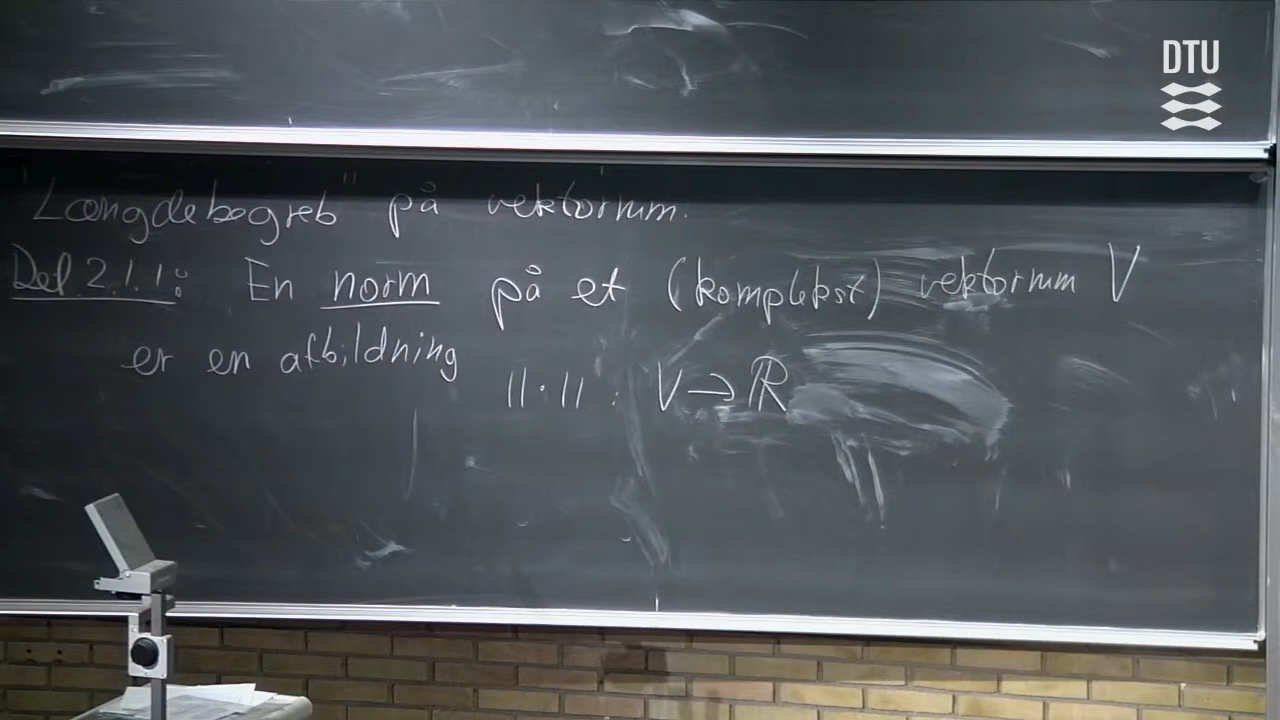 DTU
"Længdebegreb" på vektorrum.
Def 2.1.1: En norm på et (komplekst) vektorrum V
er en afbildning
||·|| : V → ℝ